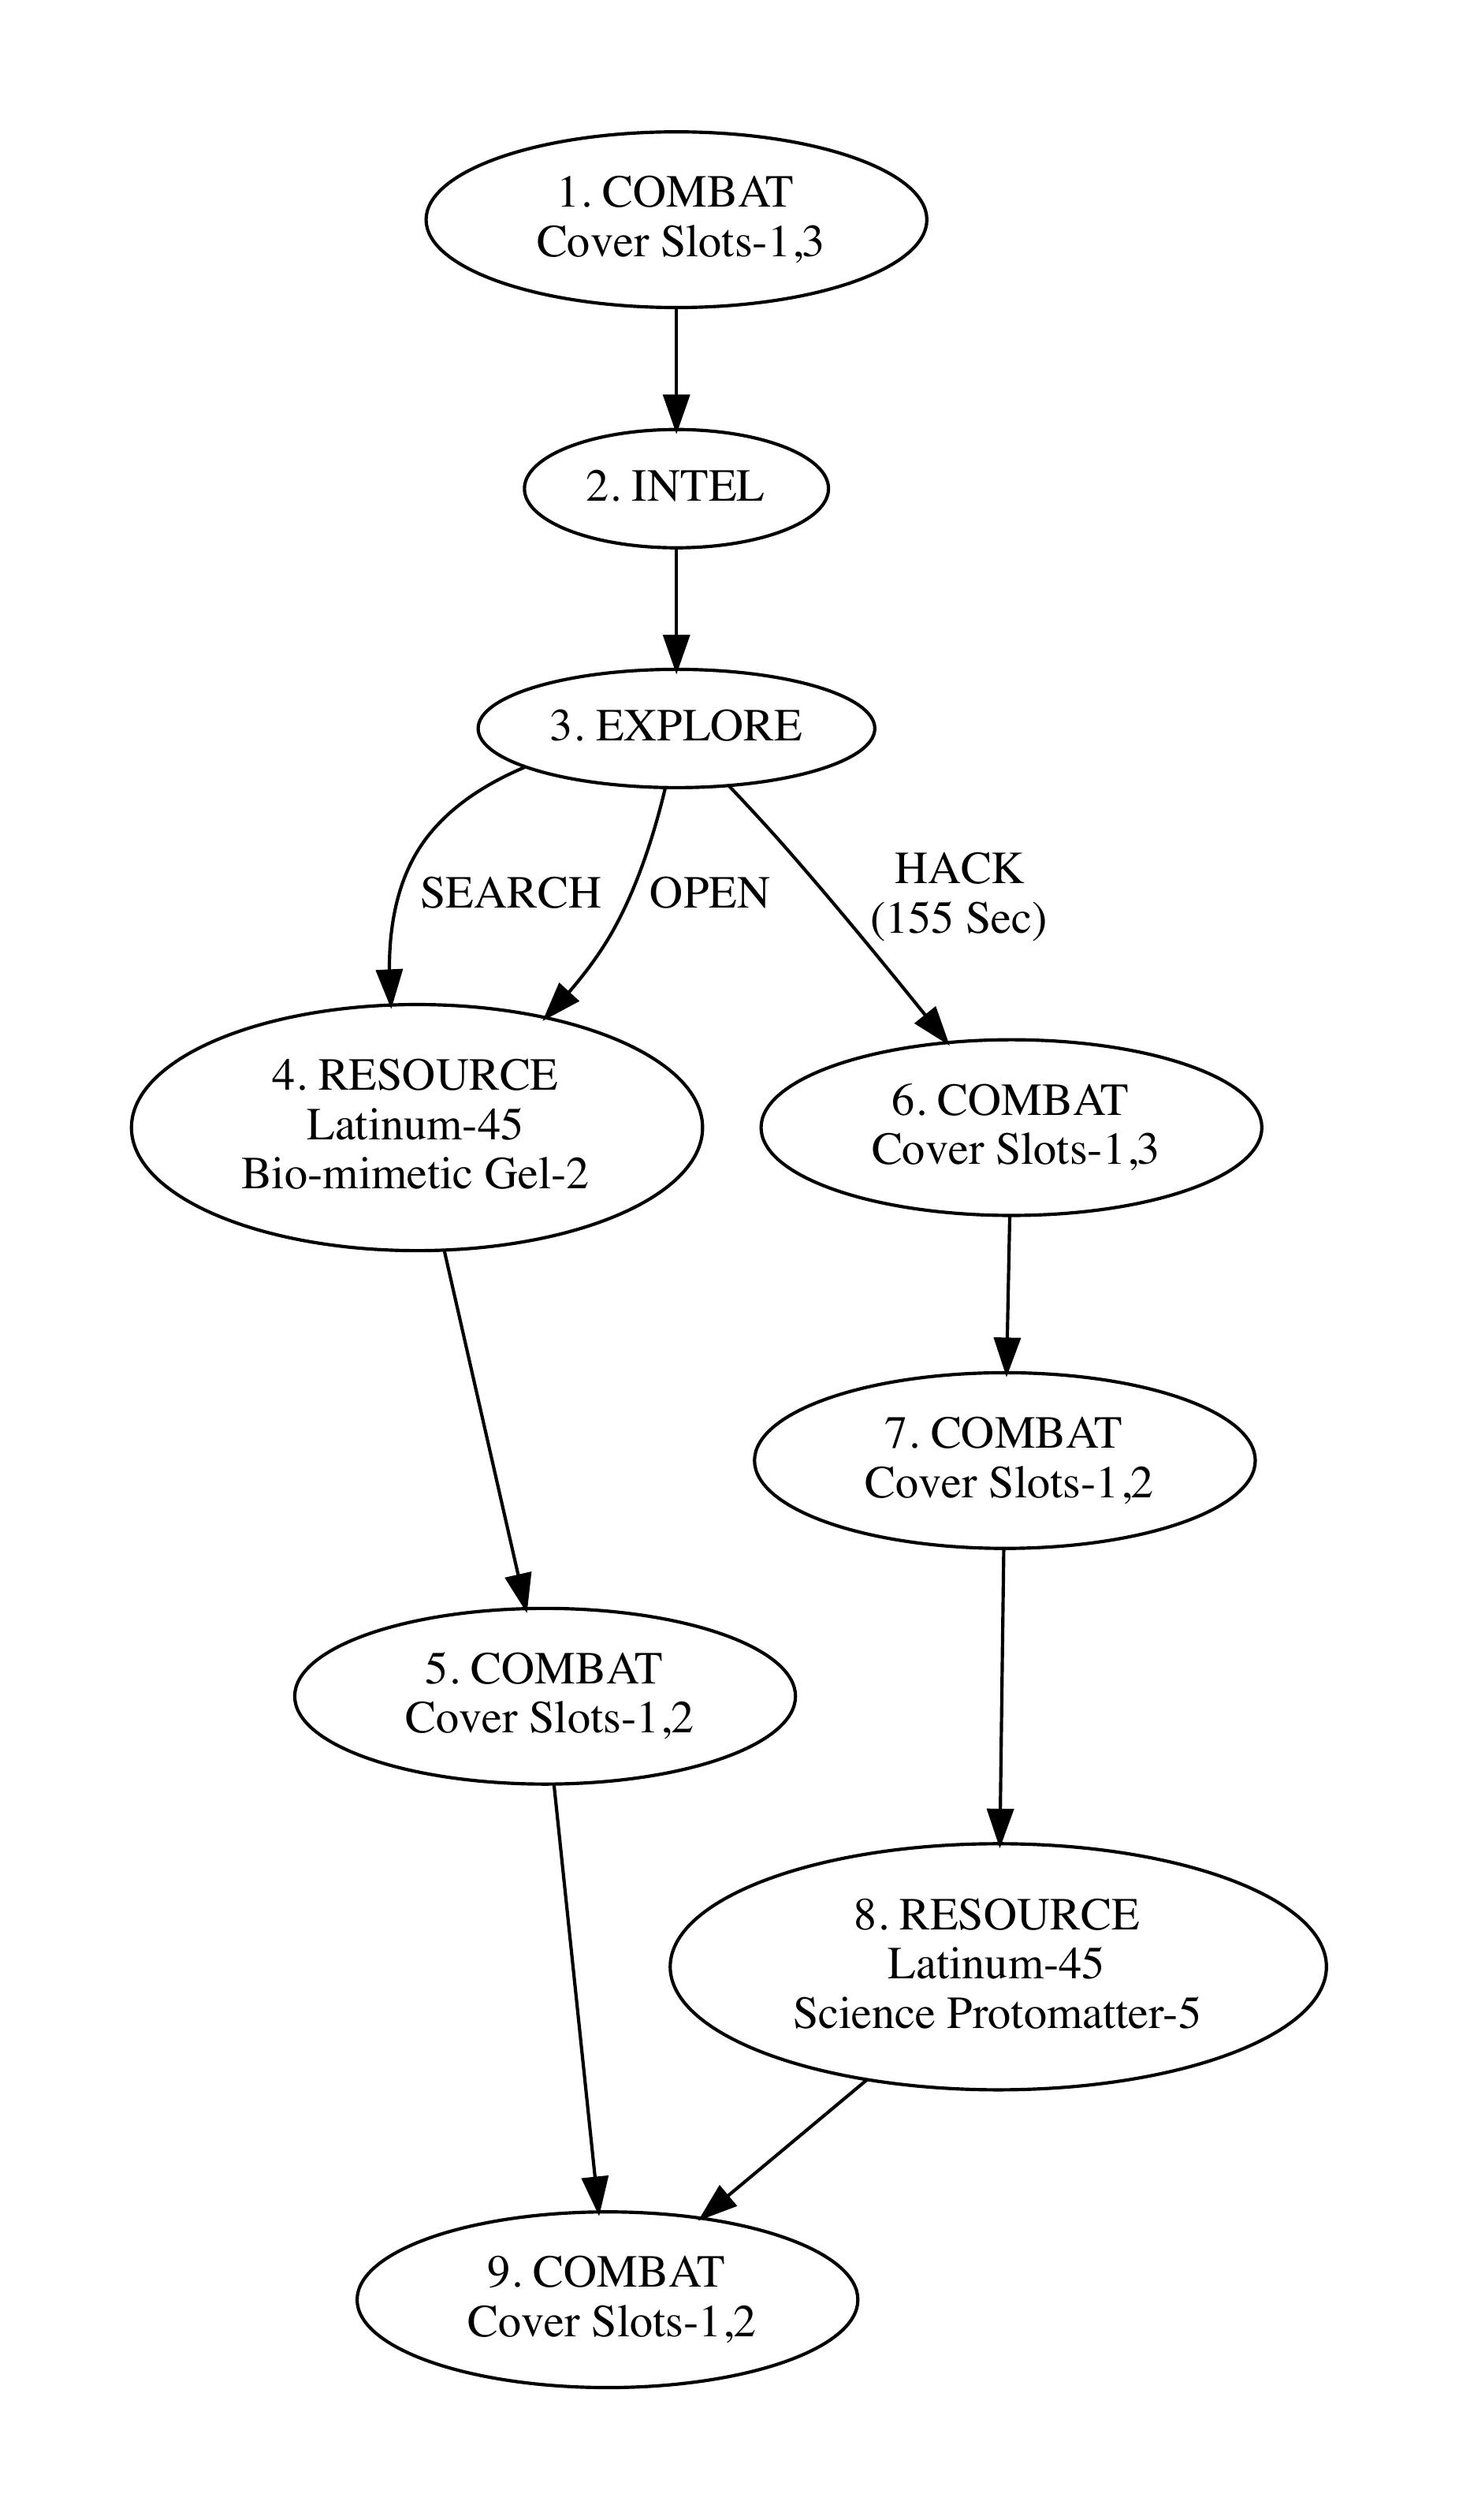 1. COMBAT
Cover Slots-1,3
2. INTEL
3. EXPLORE
SEARCH
OPEN
HACK
(155 Sec)
4. RESOURCE
Latinum-45
Bio-mimetic Gel-2
6. COMBAT
Cover Slots-1,3
7. COMBAT
Cover Slots-1,2
5. COMBAT
Cover Slots-1,2
8. RESOURCE
Latinum-45
Science Protomatter-5
9. COMBAT
Cover Slots-1,2